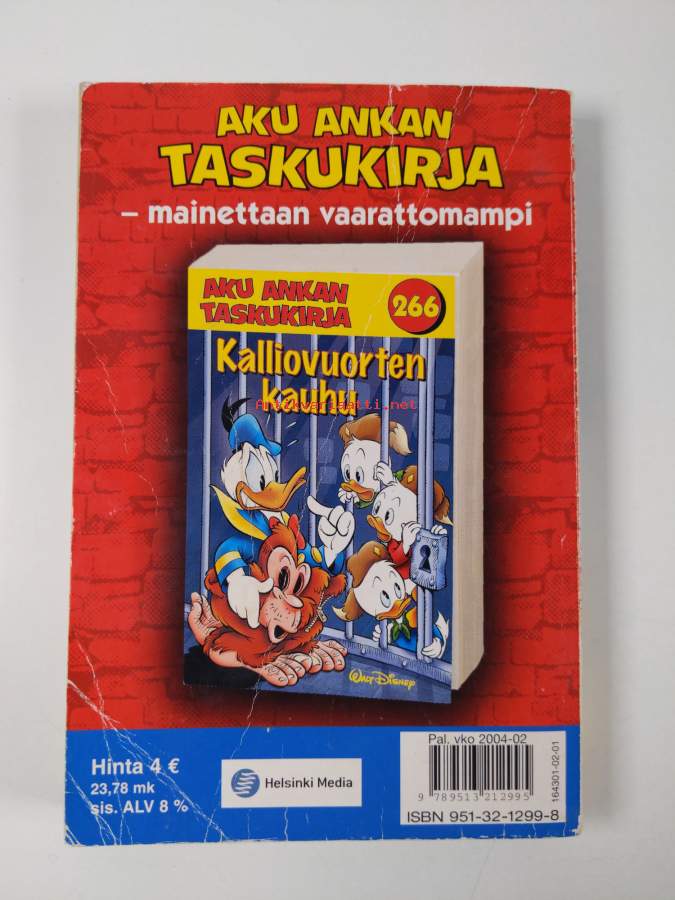 AKU ANKAN
TASKUKIRJA
– mainettaan vaarattomampi
AKU ANKAN
TASKUKIRJA
266
Kalliovuorten
kauhu
Antikvariaatti.net
WALT DISNEY
Hinta 4 €
23,78 mk
sis. ALV 8 %
Helsinki Media
Pal. vko 2004-02
9 789513 212995
ISBN 951-32-1299-8
164301-02-01